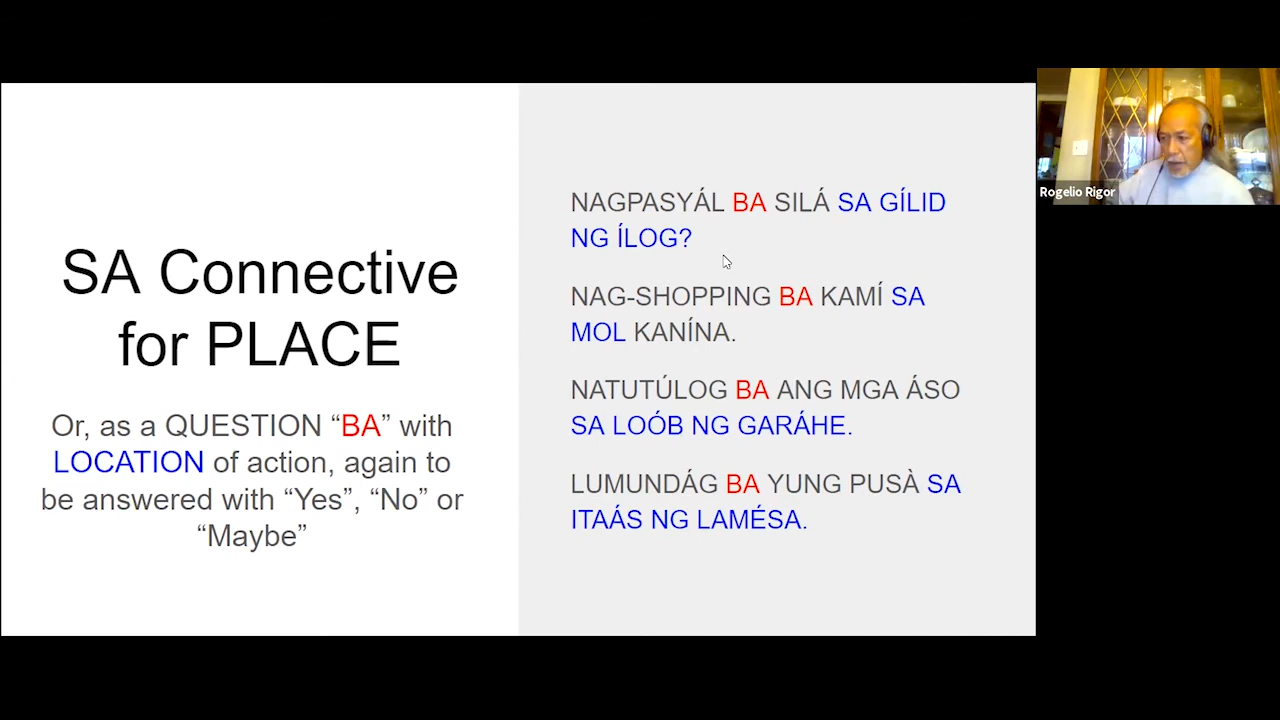 SA Connective
for PLACE
Or, as a QUESTION “BA” with
LOCATION of action, again to
be answered with “Yes”, “No” or
“Maybe”
NAGPASYÁL BA SILÁ SA GÍLID
NG ÍLOG?
NAG-SHOPPING BA KAMÍ SA
MOL KANÍNA.
NATUTÚLOG BA ANG MGA ÁSO
SA LOÓB NG GARÁHE.
LUMUNDÁG BA YUNG PUSÀ SA
ITAÁS NG LAMÉSA.
Rogelio Rigor